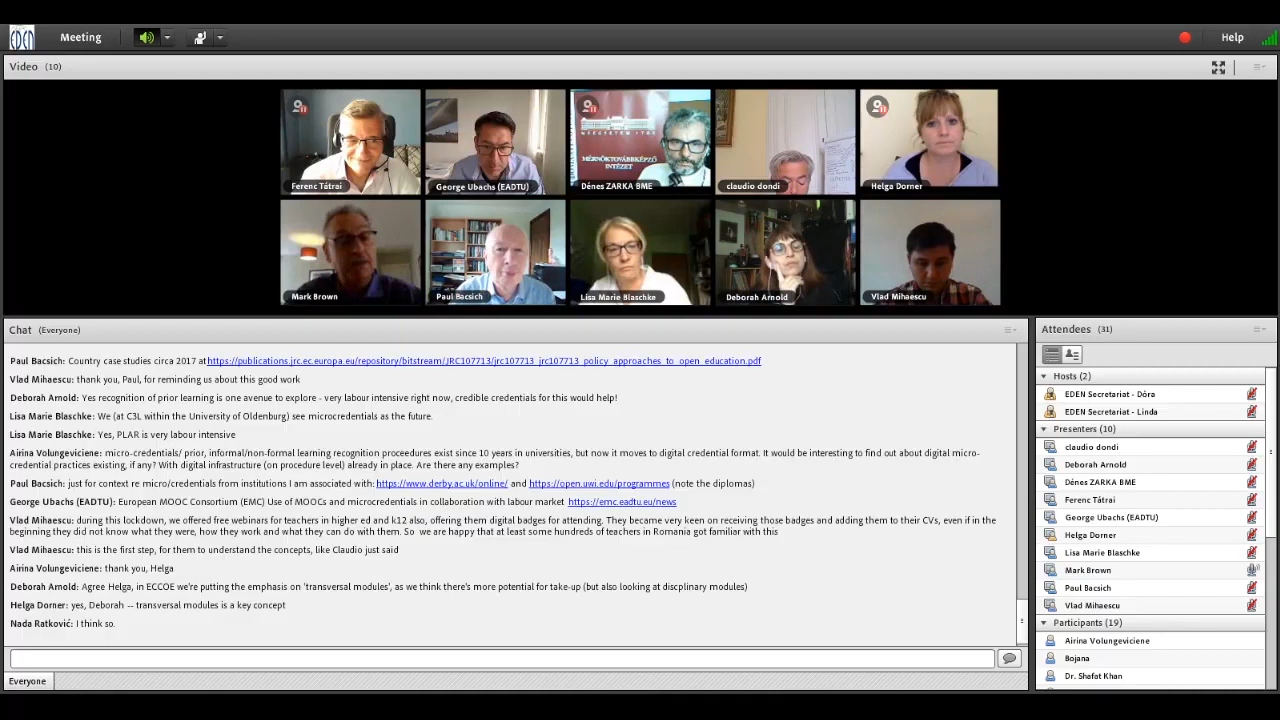 EDEN
Meeting
Help
Video (10)
EGYETEM 1782
MÉRNÖKTOVÁBBKÉPZŐ
INTÉZET
Ferenc Tátrai
George Ubachs (EADTU)
Dénes ZARKA BME
claudio dondi
Helga Dorner
Mark Brown
Paul Bacsich
Lisa Marie Blaschke
Deborah Arnold
Vlad Mihaescu
Chat (Everyone)
Paul Bacsich: Country case studies circa 2017 at https://publications.jrc.ec.europa.eu/repository/bitstream/JRC107713/jrc107713_jrc107713_policy_approaches_to_open_education.pdf
Vlad Mihaescu: thank you, Paul, for reminding us about this good work
Deborah Arnold: Yes recognition of prior learning is one avenue to explore - very labour intensive right now, credible credentials for this would help!
Lisa Marie Blaschke: We (at C3L within the University of Oldenburg) see microcredentials as the future.
Lisa Marie Blaschke: Yes, PLAR is very labour intensive
Airina Volungeviciene: micro-credentials/ prior, informal/non-formal learning recognition proceedures exist since 10 years in universities, but now it moves to digital credential format. It would be interesting to find out about digital micro-
credential practices existing, if any? With digital infrastructure (on procedure level) already in place. Are there any examples?
Paul Bacsich: just for context re micro/credentials from institutions I am associated with: https://www.derby.ac.uk/online/ and https://open.uwi.edu/programmes (note the diplomas)
George Ubachs (EADTU): European MOOC Consortium (EMC) Use of MOOCs and microcredentials in collaboration with labour market https://emc.eadtu.eu/news
Vlad Mihaescu: during this lockdown, we offered free webinars for teachers in higher ed and k12 also, offering them digital badges for attending. They became very keen on receiving those badges and adding them to their CVs, even if in the
beginning they did not know what they were, how they work and what they can do with them. So we are happy that at least some hundreds of teachers in Romania got familiar with this
Vlad Mihaescu: this is the first step, for them to understand the concepts, like Claudio just said
Airina Volungeviciene: thank you, Helga
Deborah Arnold: Agree Helga, in ECCOE we're putting the emphasis on 'transversal modules', as we think there's more potential for take-up (but also looking at discplinary modules)
Helga Dorner: yes, Deborah -- transversal modules is a key concept
Nada Ratković: I think so.
Everyone
Attendees (31)
Hosts (2)
EDEN Secretariat - Dóra
EDEN Secretariat - Linda
Presenters (10)
claudio dondi
Deborah Arnold
Dénes ZARKA BME
Ferenc Tátrai
George Ubachs (EADTU)
Helga Dorner
Lisa Marie Blaschke
Mark Brown
Paul Bacsich
Vlad Mihaescu
Participants (19)
Airina Volungeviciene
Bojana
Dr. Shafat Khan